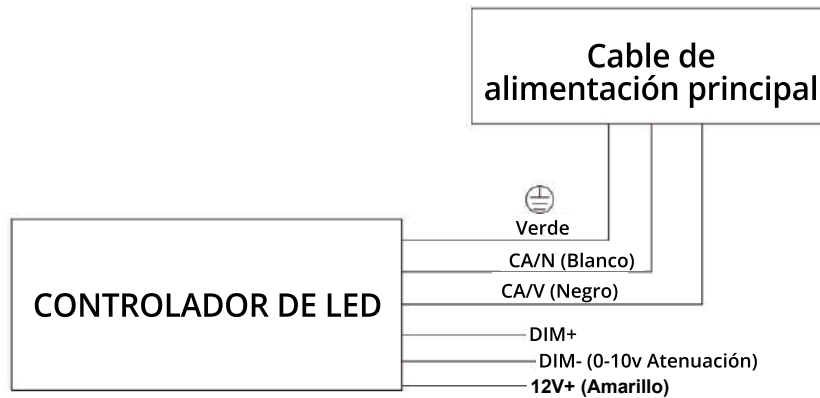 Cable de
alimentación principal
Verde
CA/N (Blanco)
CA/V (Negro)
CONTROLADOR DE LED
DIM+
DIM- (0-10v Atenuación)
12V+ (Amarillo)